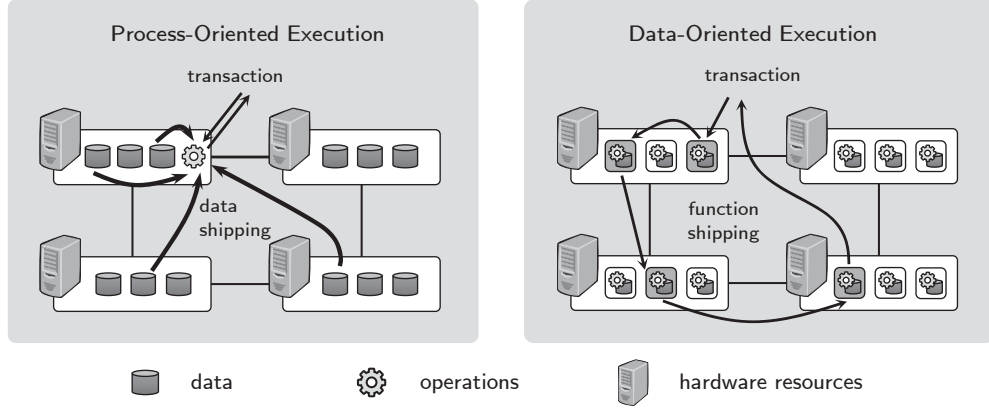 Process-Oriented Execution
transaction
data
shipping
Data-Oriented Execution
transaction
function
shipping
data
operations
hardware resources